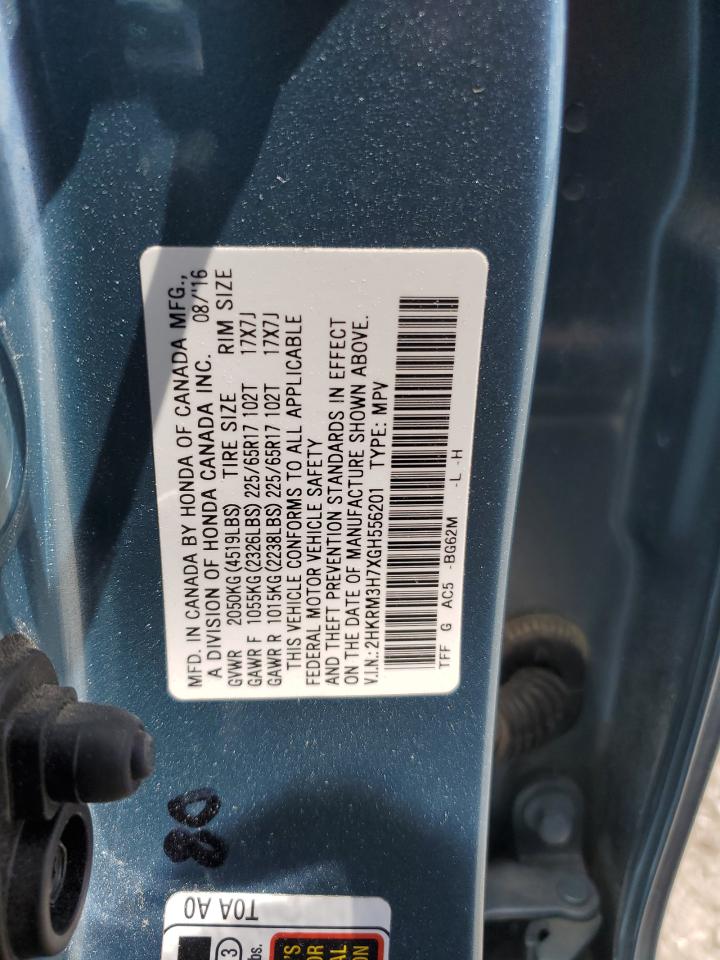 MFD. IN CANADA BY HONDA OF CANADA MFG.,
A DIVISION OF HONDA CANADA INC. 08/'16
GVWR 2050KG(4519LBS) TIRE SIZE RIM SIZE
GAWR F 1055KG(2326LBS) 225/65R17 102T 17X7J
GAWR R 1015KG(2238LBS) 225/65R17 102T 17X7J
THIS VEHICLE CONFORMS TO ALL APPLICABLE
FEDERAL MOTOR VEHICLE SAFETY
AND THEFT PREVENTION STANDARDS IN EFFECT
ON THE DATE OF MANUFACTURE SHOWN ABOVE.
V.I.N.:2HKRM3H7XGH556201 TYPE: MPV
TFF G AC5 -BG62M -L -H
80
T0A A0
3